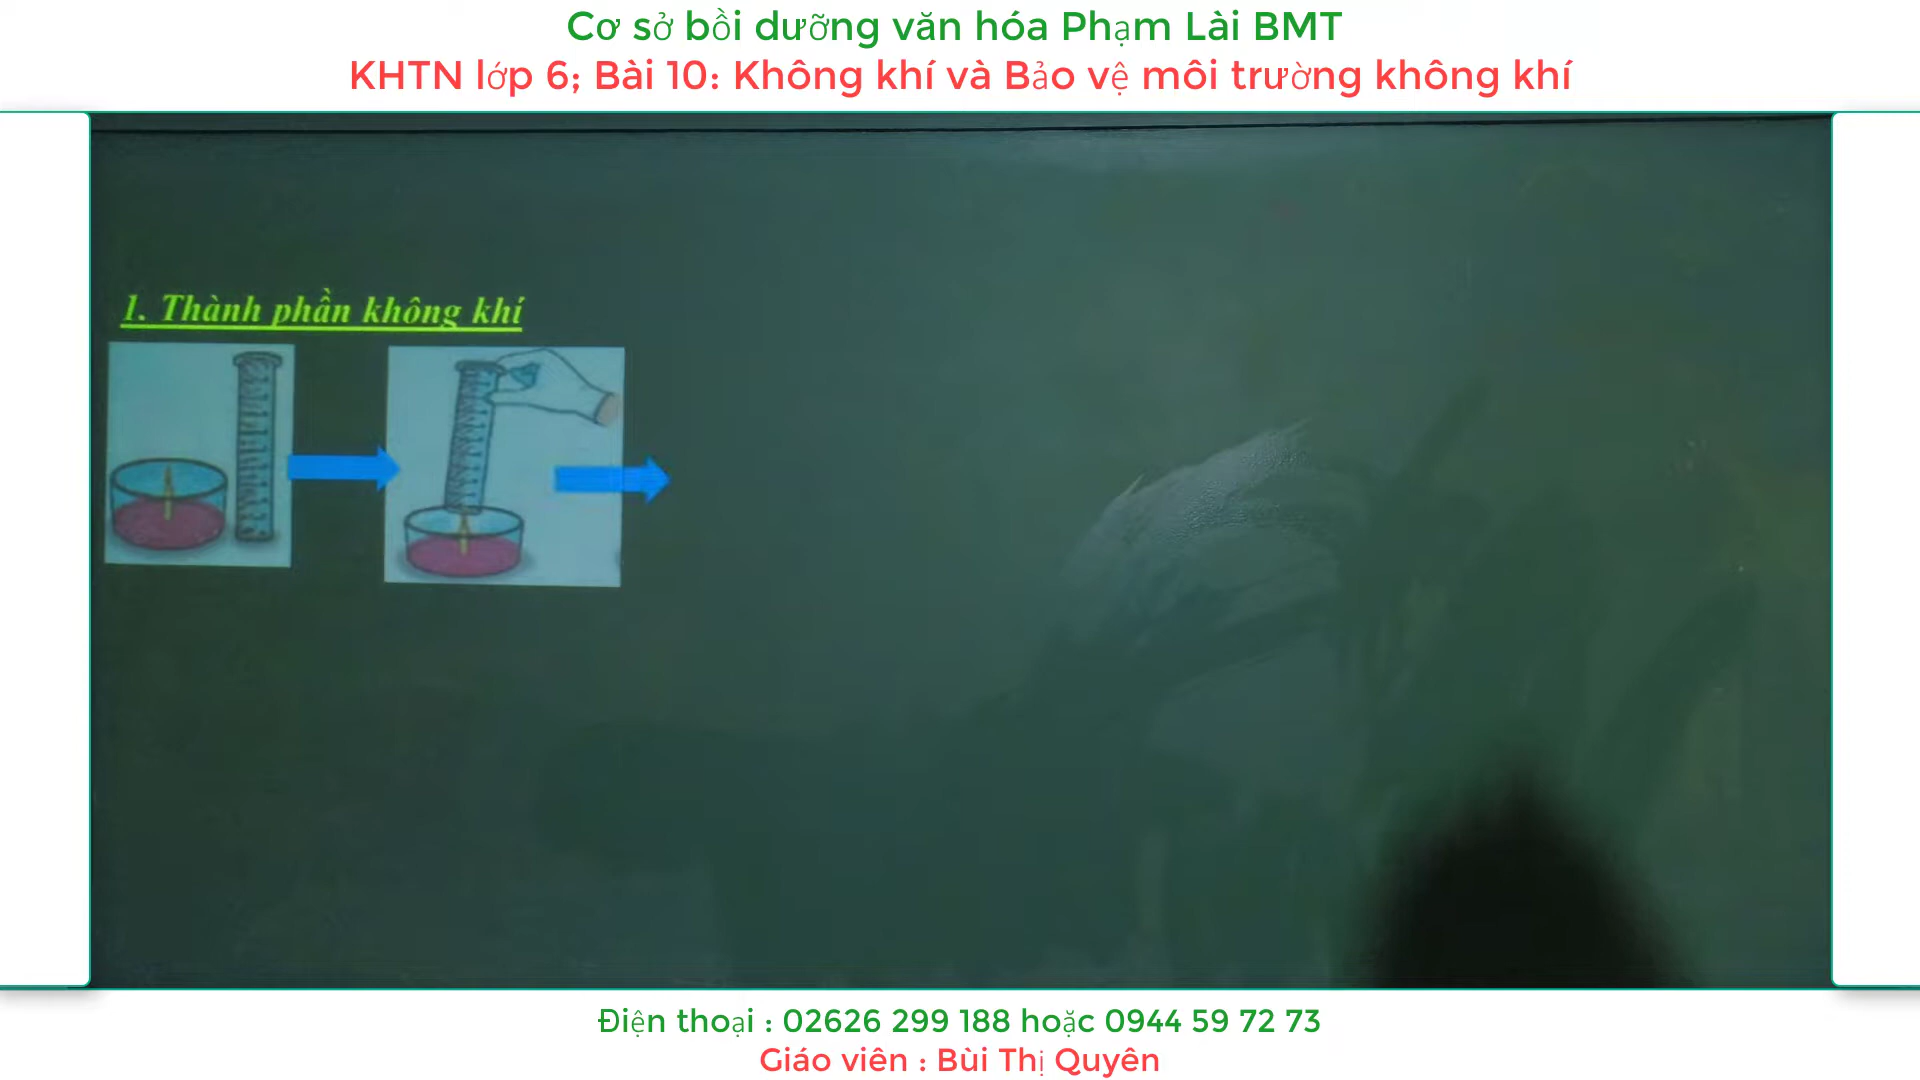 Cơ sở bồi dưỡng văn hóa Phạm Lài BMT
KHTN lớp 6; Bài 10: Không khí và Bảo vệ môi trường không khí
1. Thành phần không khí
Điện thoại : 02626 299 188 hoặc 0944 59 72 73
Giáo viên : Bùi Thị Quyên